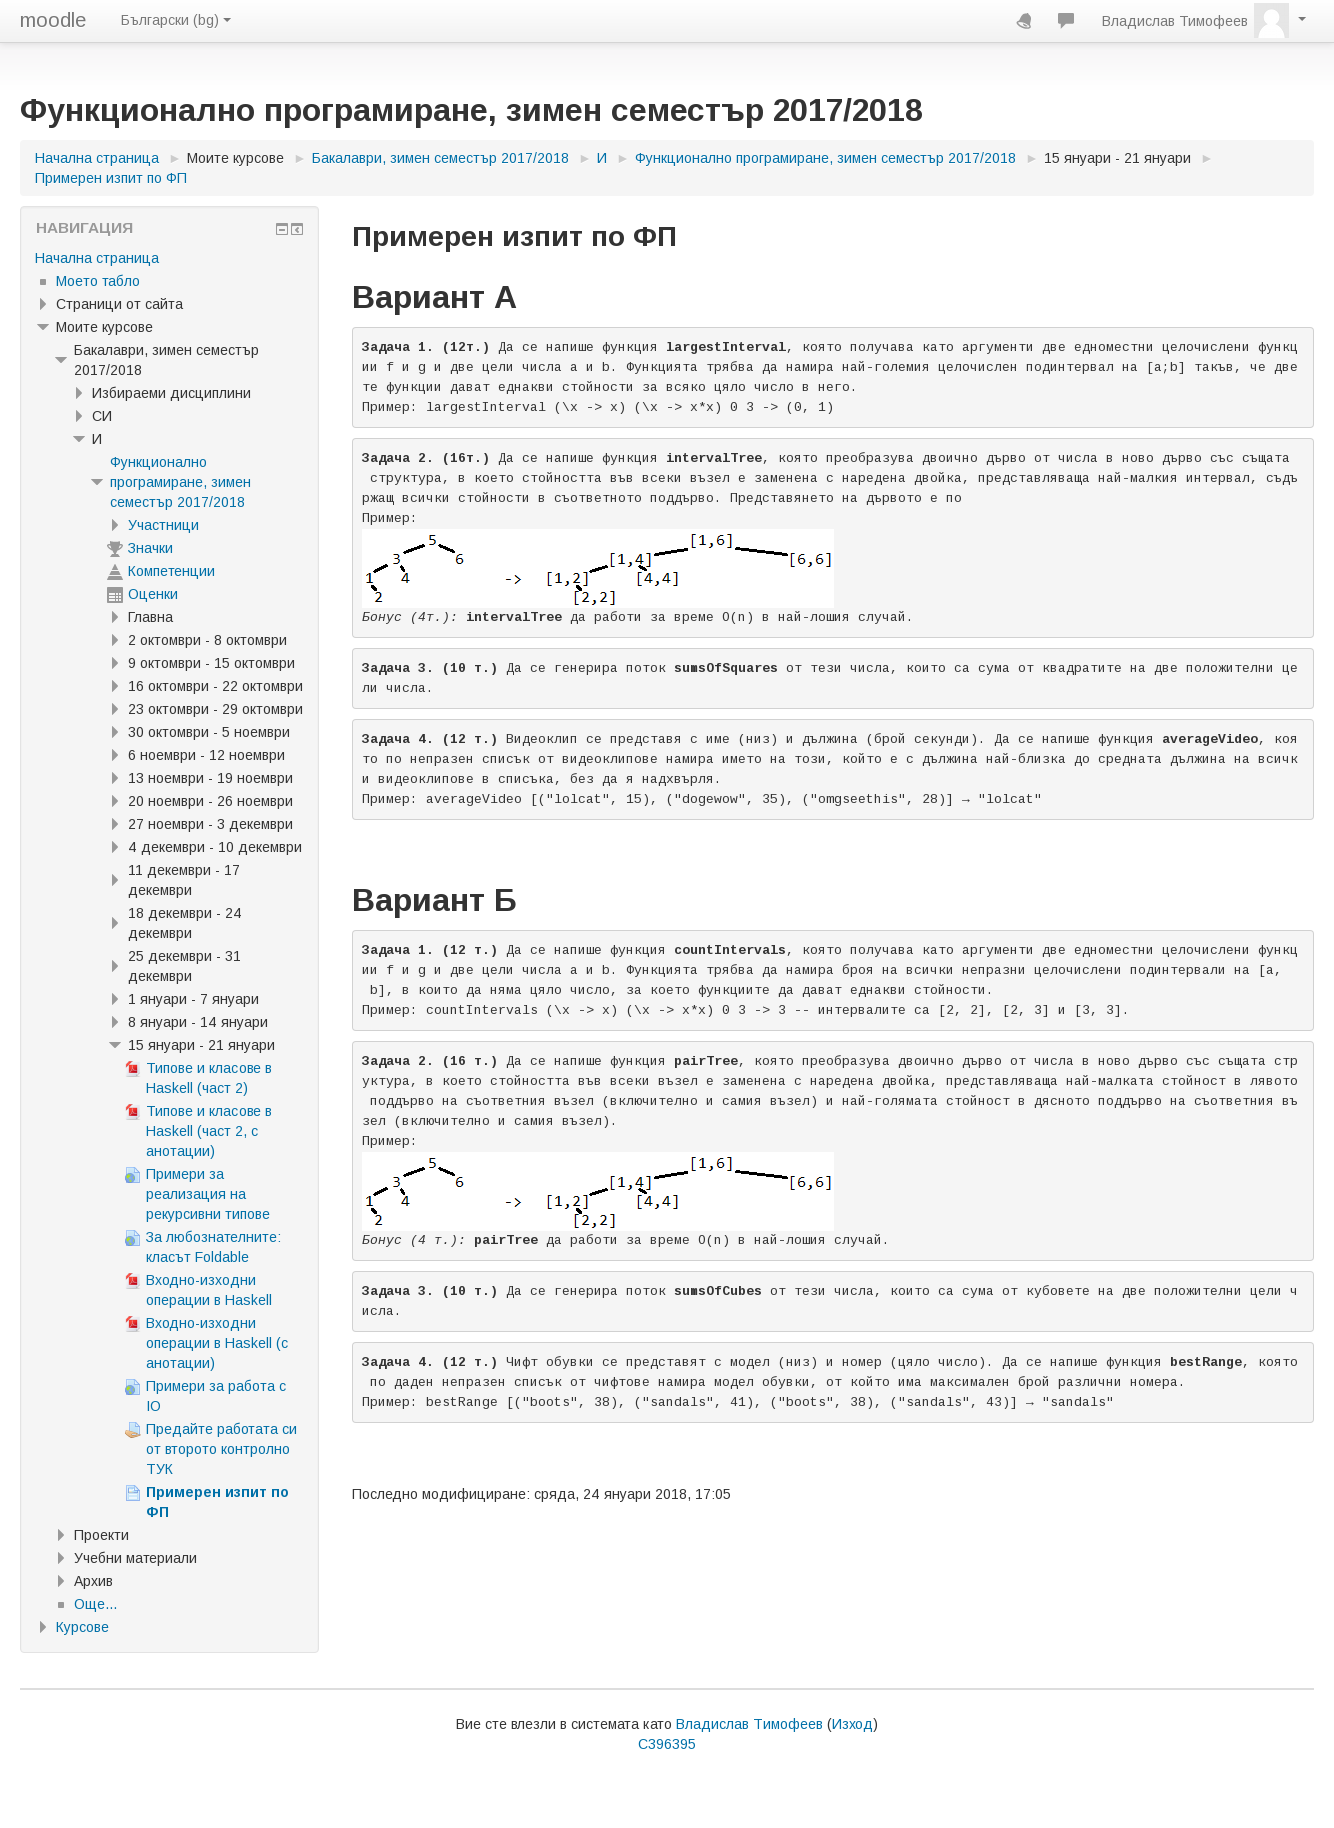 moodle
Български (bg)
Владислав Тимофеев
Функционално програмиране, зимен семестър 2017/2018
Начална страница ► Моите курсове ► Бакалаври, зимен семестър 2017/2018 ► И ► Функционално програмиране, зимен семестър 2017/2018 ► 15 януари - 21 януари ►
Примерен изпит по ФП
НАВИГАЦИЯ
Начална страница
Моето табло
Страници от сайта
Моите курсове
Бакалаври, зимен семестър
2017/2018
Избираеми дисциплини
СИ
И
Функционално
програмиране, зимен
семестър 2017/2018
Участници
Значки
Компетенции
Оценки
Главна
2 октомври - 8 октомври
9 октомври - 15 октомври
16 октомври - 22 октомври
23 октомври - 29 октомври
30 октомври - 5 ноември
6 ноември - 12 ноември
13 ноември - 19 ноември
20 ноември - 26 ноември
27 ноември - 3 декември
4 декември - 10 декември
11 декември - 17
декември
18 декември - 24
декември
25 декември - 31
декември
1 януари - 7 януари
8 януари - 14 януари
15 януари - 21 януари
Типове и класове в
Haskell (част 2)
Типове и класове в
Haskell (част 2, с
анотации)
Примери за
реализация на
рекурсивни типове
За любознателните:
класът Foldable
Входно-изходни
операции в Haskell
Входно-изходни
операции в Haskell (с
анотации)
Примери за работа с
IO
Предайте работата си
от второто контролно
ТУК
Примерен изпит по
ФП
Проекти
Учебни материали
Архив
Още...
Курсове
Примерен изпит по ФП
Вариант А
Задача 1. (12т.) Да се напише функция largestInterval, която получава като аргументи две едноместни целочислени функц
ии f и g и две цели числа a и b. Функцията трябва да намира най-големия целочислен подинтервал на [a;b] такъв, че две
те функции дават еднакви стойности за всяко цяло число в него.
Пример: largestInterval (\x -> x) (\x -> x*x) 0 3 -> (0, 1)
Задача 2. (16т.) Да се напише функция intervalTree, която преобразува двоично дърво от числа в ново дърво със същата
структура, в което стойността във всеки възел е заменена с наредена двойка, представляваща най-малкия интервал, съдъ
ржащ всички стойности в съответното поддърво. Представянето на дървото е по
Пример:
5 [1,6]
3 6 [1,4] [6,6]
1 4 -> [1,2] [4,4]
2 [2,2]
Бонус (4т.): intervalTree да работи за време O(n) в най-лошия случай.
Задача 3. (10 т.) Да се генерира поток sumsOfSquares от тези числа, които са сума от квадратите на две положителни це
ли числа.
Задача 4. (12 т.) Видеоклип се представя с име (низ) и дължина (брой секунди). Да се напише функция averageVideo, коя
то по непразен списък от видеоклипове намира името на този, който е с дължина най-близка до средната дължина на всичк
и видеоклипове в списъка, без да я надхвърля.
Пример: averageVideo [("lolcat", 15), ("dogewow", 35), ("omgseethis", 28)] → "lolcat"
Вариант Б
Задача 1. (12 т.) Да се напише функция countIntervals, която получава като аргументи две едноместни целочислени функц
ии f и g и две цели числа a и b. Функцията трябва да намира броя на всички непразни целочислени подинтервали на [a,
b], в които да няма цяло число, за което функциите да дават еднакви стойности.
Пример: countIntervals (\x -> x) (\x -> x*x) 0 3 -> 3 -- интервалите са [2, 2], [2, 3] и [3, 3].
Задача 2. (16 т.) Да се напише функция pairTree, която преобразува двоично дърво от числа в ново дърво със същата стр
уктура, в което стойността във всеки възел е заменена с наредена двойка, представляваща най-малката стойност в лявото
поддърво на съответния възел (включително и самия възел) и най-голямата стойност в дясното поддърво на съответния въ
зел (включително и самия възел).
Пример:
5 [1,6]
3 6 [1,4] [6,6]
1 4 -> [1,2] [4,4]
2 [2,2]
Бонус (4 т.): pairTree да работи за време O(n) в най-лошия случай.
Задача 3. (10 т.) Да се генерира поток sumsOfCubes от тези числа, които са сума от кубовете на две положителни цели ч
исла.
Задача 4. (12 т.) Чифт обувки се представят с модел (низ) и номер (цяло число). Да се напише функция bestRange, която
по даден непразен списък от чифтове намира модел обувки, от който има максимален брой различни номера.
Пример: bestRange [("boots", 38), ("sandals", 41), ("boots", 38), ("sandals", 43)] → "sandals"
Последно модифициране: сряда, 24 януари 2018, 17:05
Вие сте влезли в системата като Владислав Тимофеев (Изход)
С396395